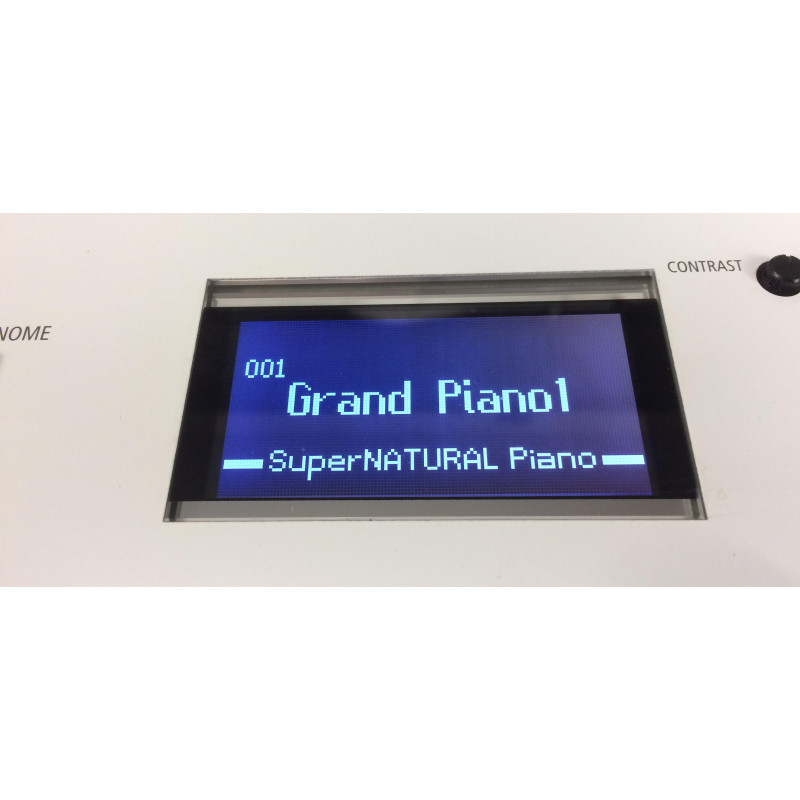 CONTRAST
NOME
001
Grand Piano1
SuperNATURAL Piano